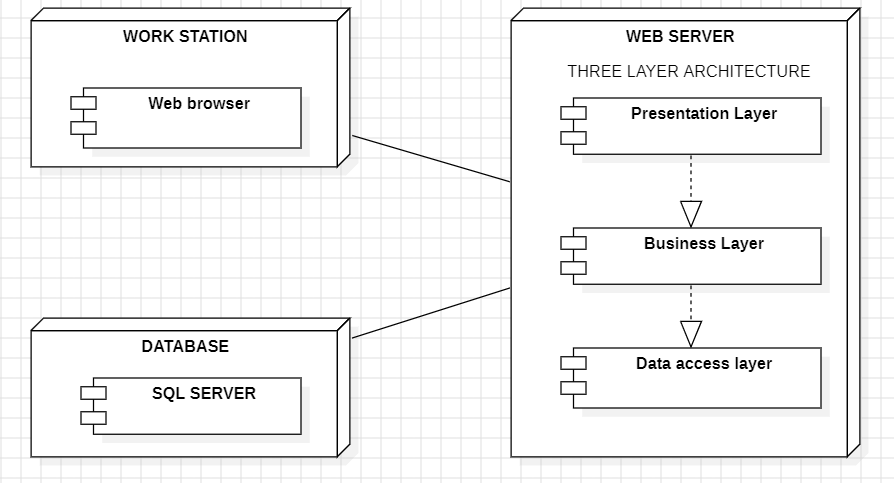 WORK STATION
Web browser
DATABASE
SQL SERVER
WEB SERVER
THREE LAYER ARCHITECTURE
Presentation Layer
Business Layer
Data access layer